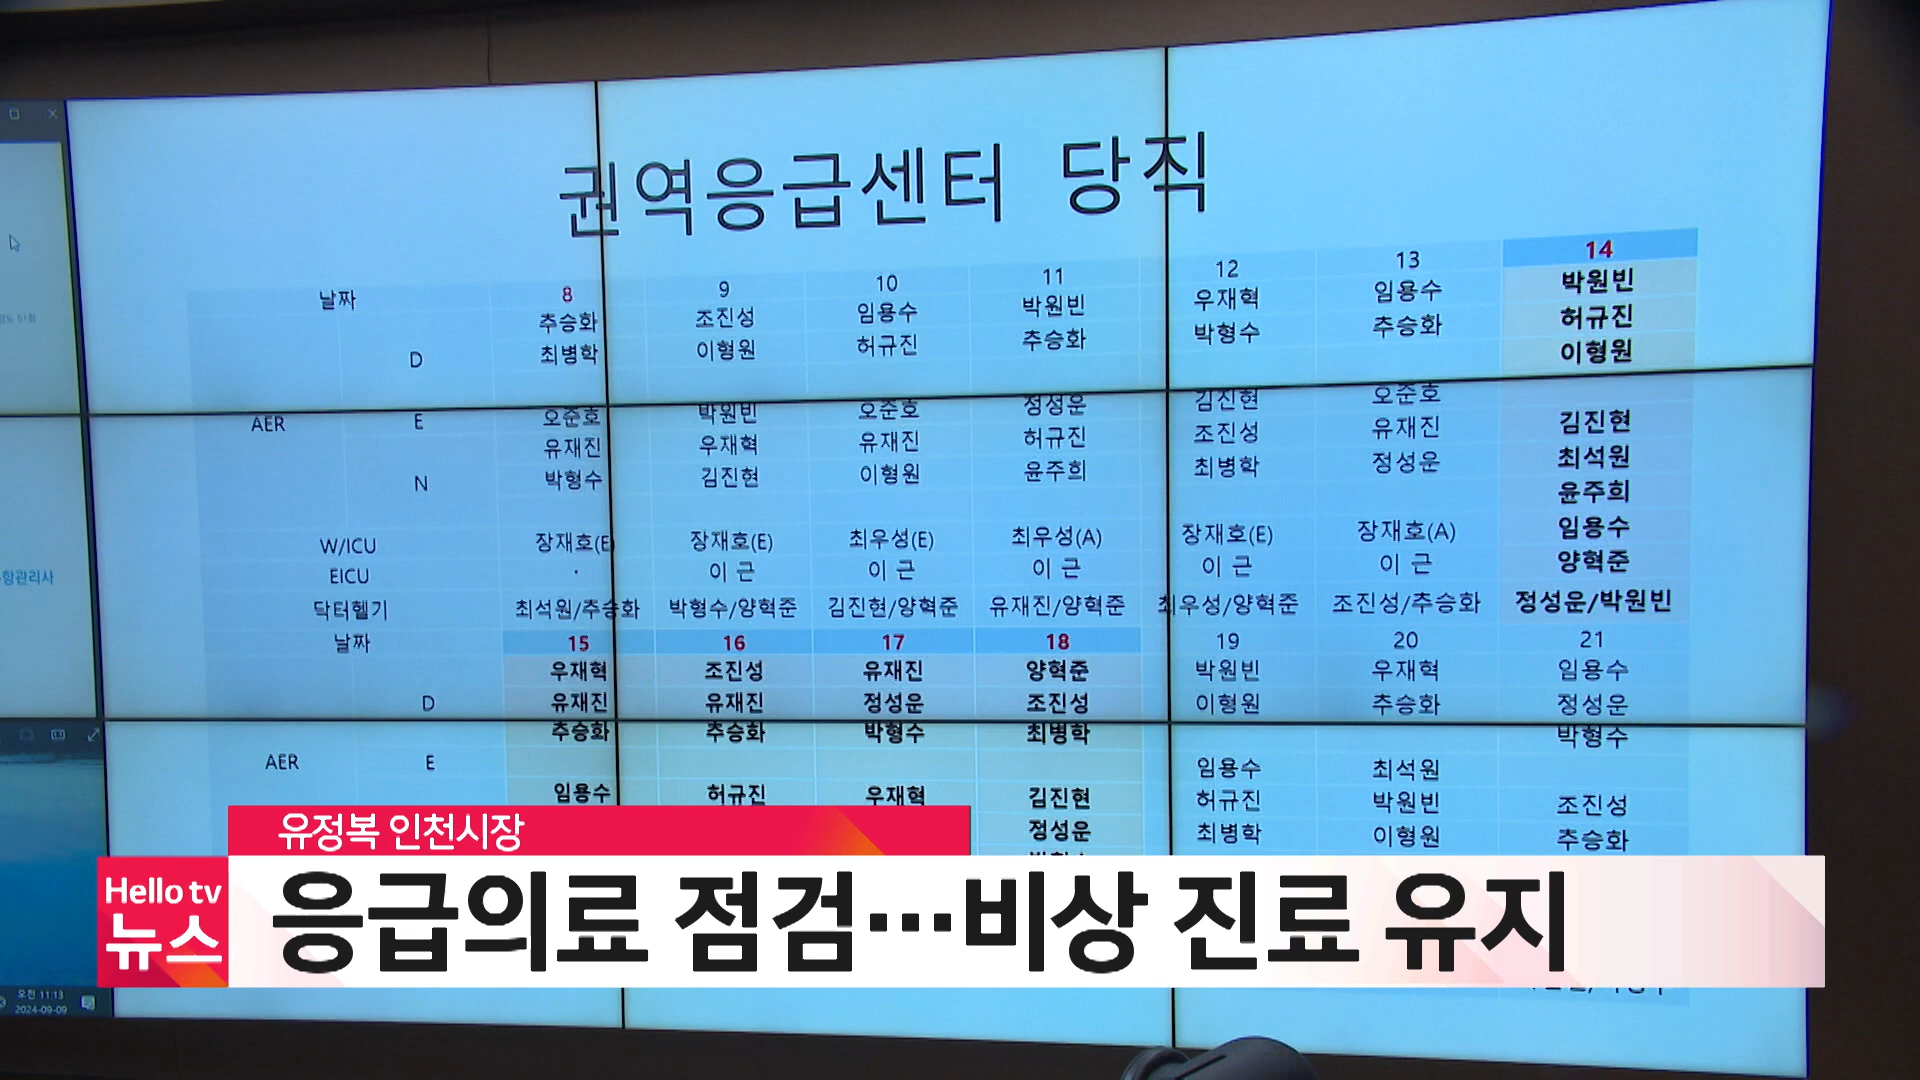 권역응급센터 당직
날짜 8 9 10 11 12 13 14
추승화 조진성 임용수 박원빈 우재혁 임용수 박원빈
D 최병학 이형원 허규진 추승화 박형수 추승화 허규진
이형원
AER E 오준호 박원빈 오준호 정성운 김진현 오준호 김진현
유재진 우재혁 유재진 허규진 조진성 유재진 최석원
N 박형수 김진현 이형원 윤주희 최병학 정성운 윤주희
임용수
W/ICU 장재호(E) 장재호(E) 최우성(E) 최우성(A) 장재호(E) 장재호(A) 양혁준
EICU · 이 근 이 근 이 근 이 근 이 근
닥터헬기 최석원/추승화 박형수/양혁준 김진현/양혁준 유재진/양혁준 최우성/양혁준 조진성/추승화 정성운/박원빈
날짜 15 16 17 18 19 20 21
우재혁 조진성 유재진 양혁준 박원빈 우재혁 임용수
D 유재진 유재진 정성운 조진성 이형원 추승화 정성운
추승화 추승화 박형수 최병학 박형수
AER E 임용수 최석원
임용수 허규진 우재혁 김진현 허규진 박원빈 조진성
정성운 최병학 이형원 추승화
항관리사
오전 11:13
2024-09-09
유정복 인천시장
Hello tv
뉴스
응급의료 점검…비상 진료 유지